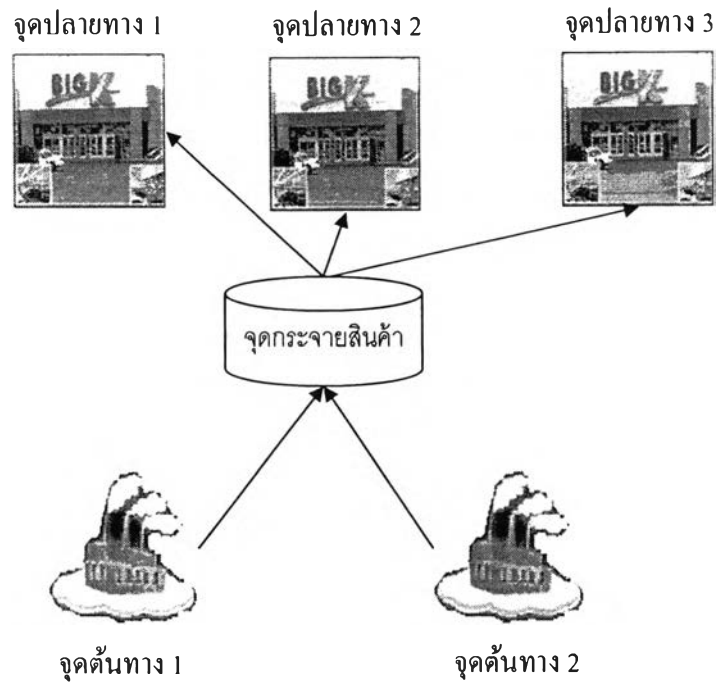 จุดปลายทาง 1
จุดปลายทาง 2
จุดปลายทาง 3
BIG
BIG
BIG
จุดกระจายสินค้า
จุดต้นทาง 1
จุดต้นทาง 2